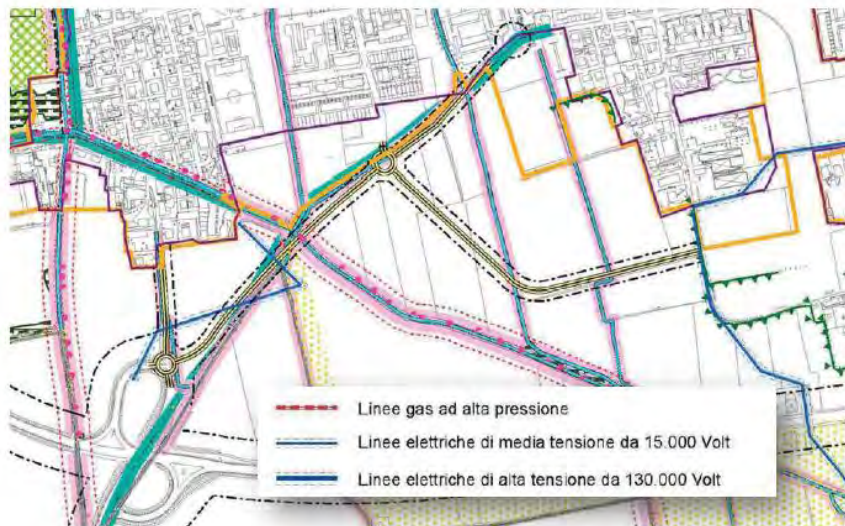 Linee gas ad alta pressione
Linee elettriche di media tensione da 15.000 Volt
Linee elettriche di alta tensione da 130.000 Volt